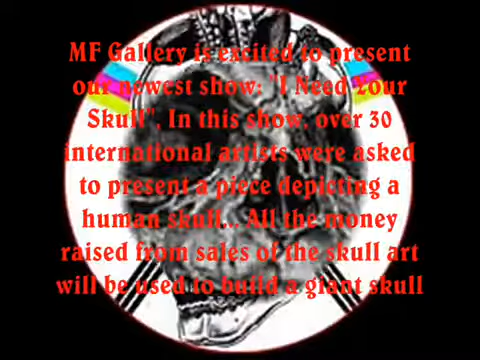 MF Gallery is excited to present
our newest show: "I Need Your
Skull". In this show, over 30
international artists were asked
to present a piece depicting a
human skull... All the money
raised from sales of the skull art
will be used to build a giant skull